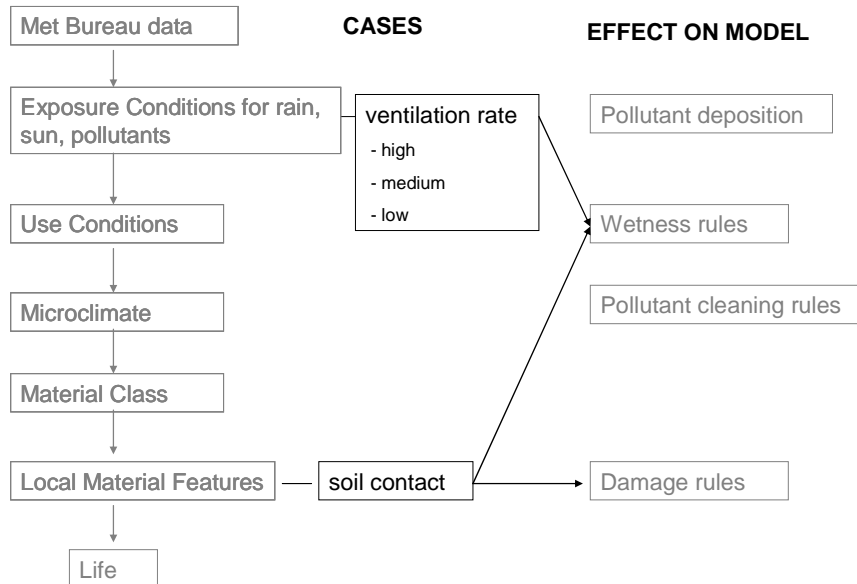 Met Bureau data
CASES
EFFECT ON MODEL
Exposure Conditions for rain,
sun, pollutants
ventilation rate
- high
- medium
- low
Pollutant deposition
Use Conditions
Wetness rules
Microclimate
Pollutant cleaning rules
Material Class
Local Material Features
soil contact
Damage rules
Life